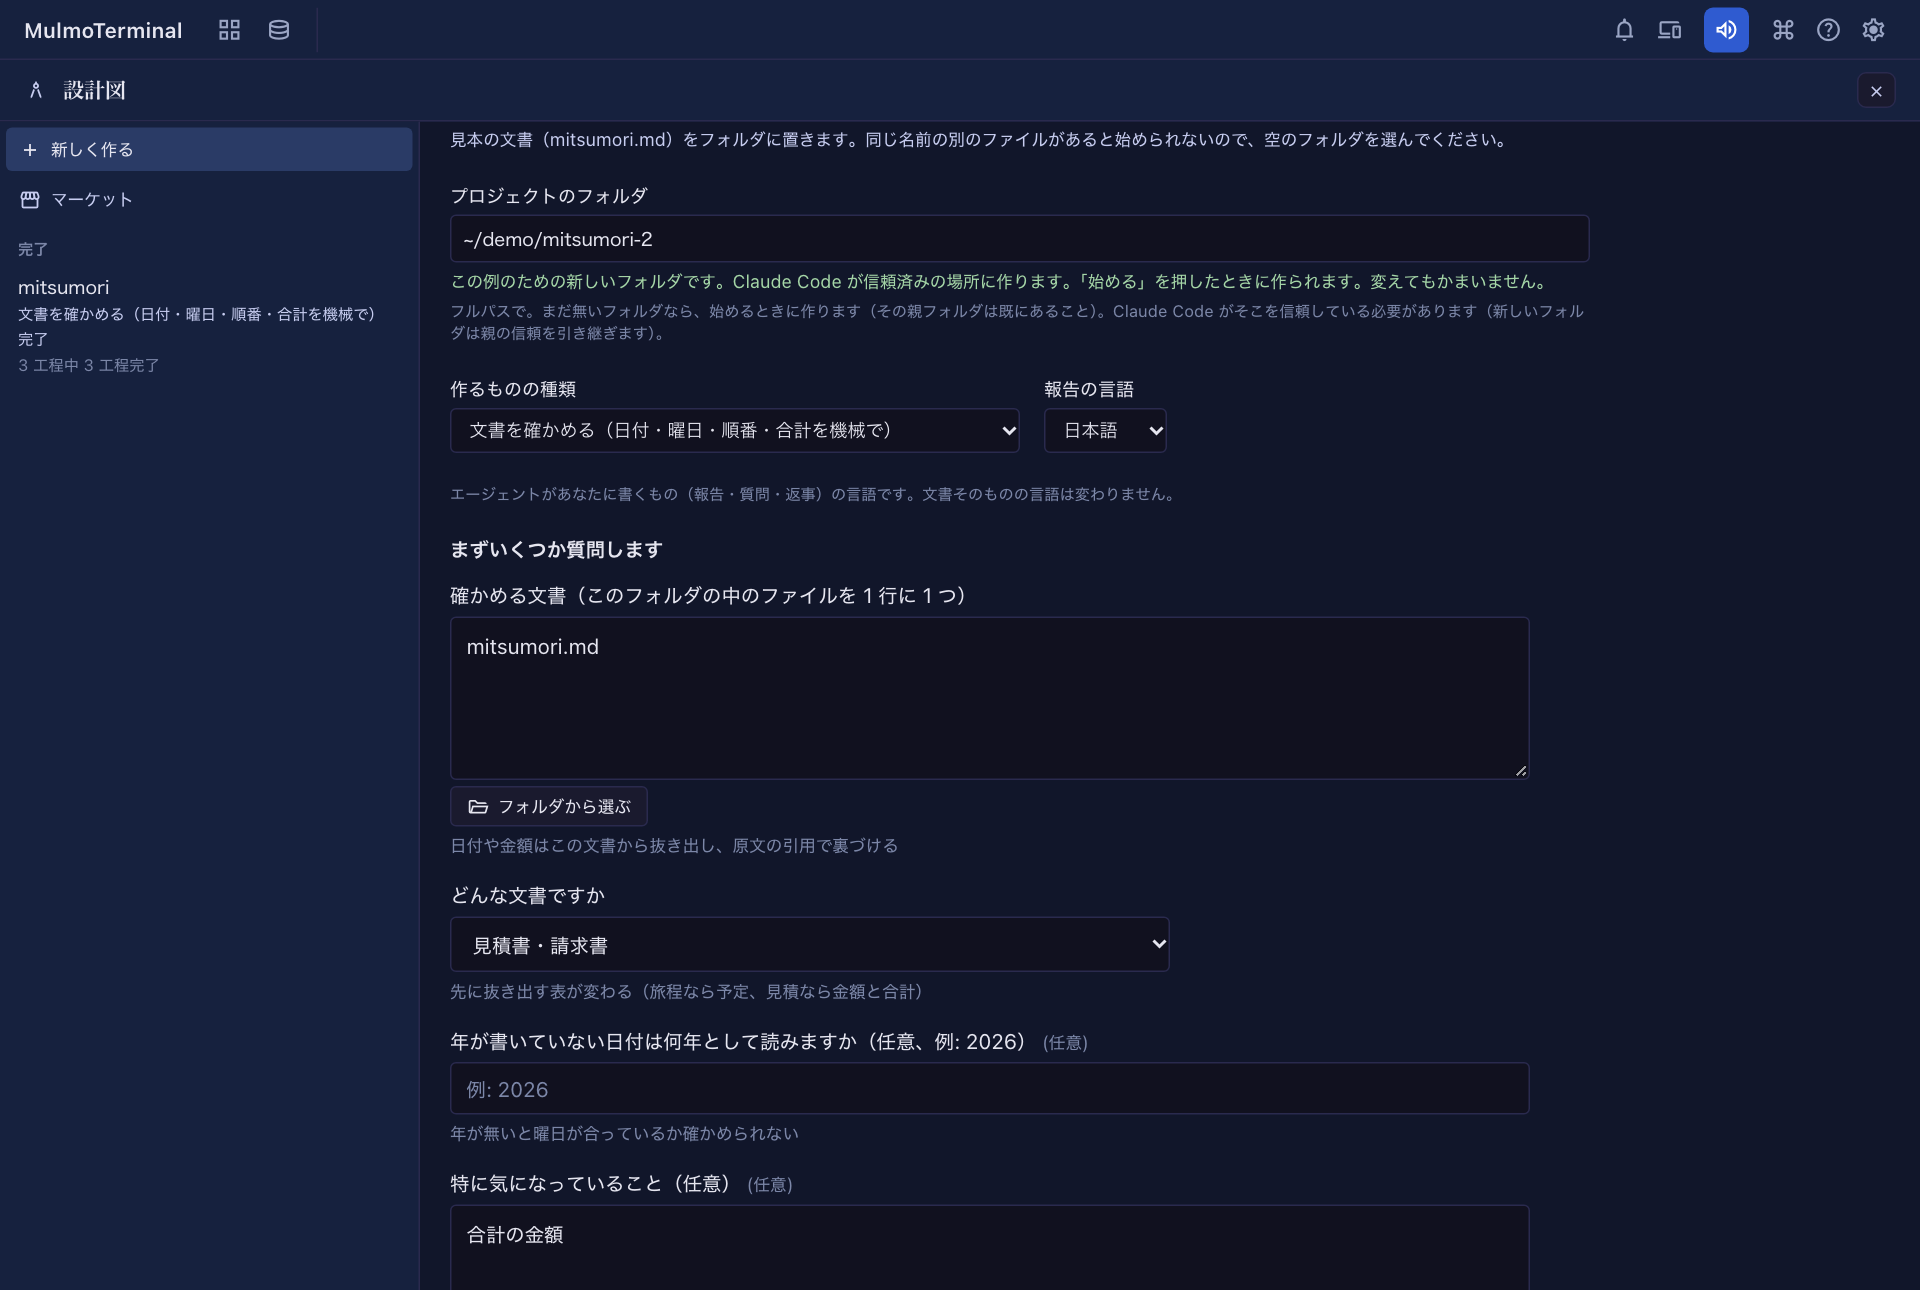 MulmoTerminal
設計図
新しく作る
マーケット
完了
mitsumori
文書を確かめる（日付・曜日・順番・合計を機械で）
完了
3 工程中 3 工程完了
見本の文書（mitsumori.md）をフォルダに置きます。同じ名前の別のファイルがあると始められないので、空のフォルダを選んでください。
プロジェクトのフォルダ
~/demo/mitsumori-2
この例のための新しいフォルダです。Claude Code が信頼済みの場所に作ります。「始める」を押したときに作られます。変えてもかまいません。
フルパスで。まだ無いフォルダなら、始めるときに作ります（その親フォルダは既にあること）。Claude Code がそこを信頼している必要があります（新しいフォル
ダは親の信頼を引き継ぎます）。
作るものの種類
報告の言語
文書を確かめる（日付・曜日・順番・合計を機械で）
日本語
エージェントがあなたに書くもの（報告・質問・返事）の言語です。文書そのものの言語は変わりません。
まずいくつか質問します
確かめる文書（このフォルダの中のファイルを 1 行に 1 つ）
mitsumori.md
フォルダから選ぶ
日付や金額はこの文書から抜き出し、原文の引用で裏づける
どんな文書ですか
見積書・請求書
先に抜き出す表が変わる（旅程なら予定、見積なら金額と合計）
年が書いていない日付は何年として読みますか（任意、例: 2026） (任意)
例: 2026
年が無いと曜日が合っているか確かめられない
特に気になっていること（任意） (任意)
合計の金額